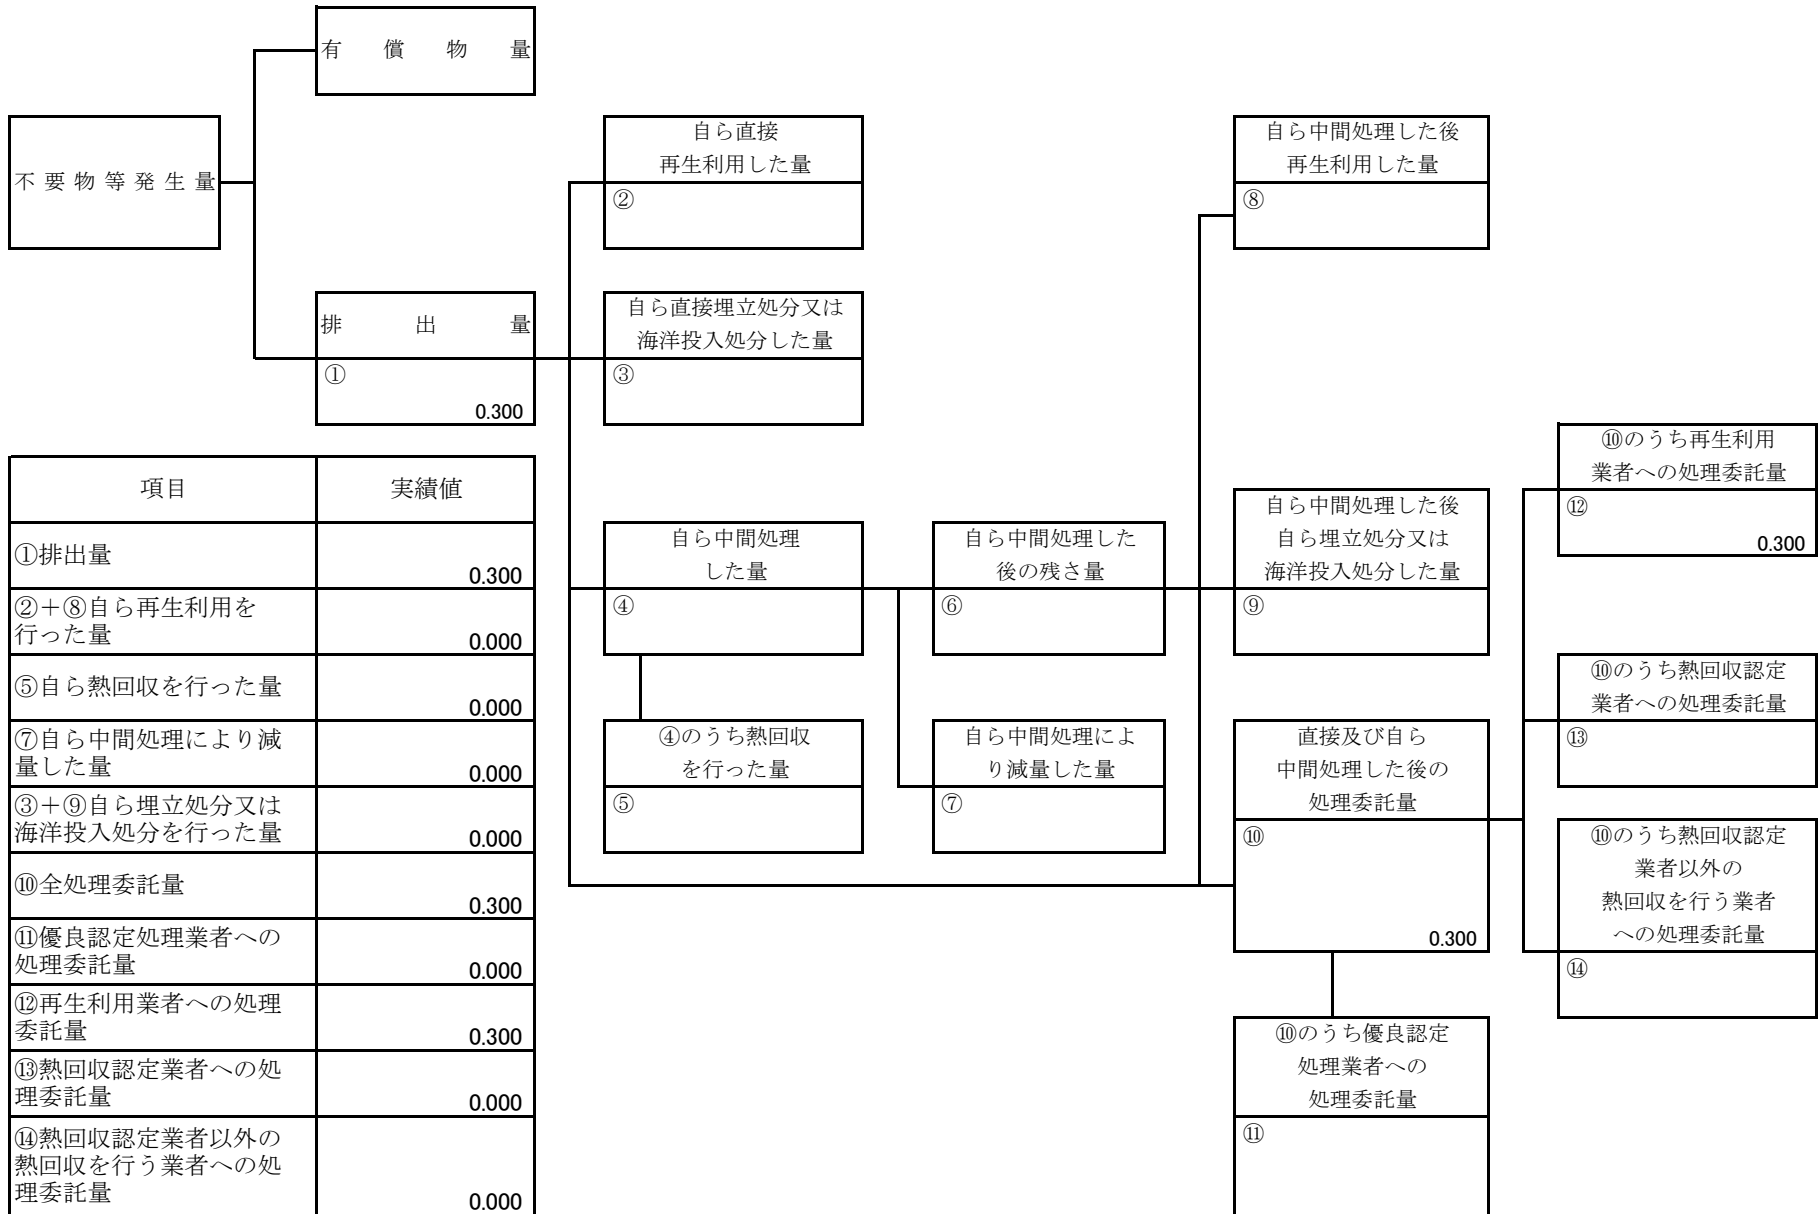 有償物量
不要物等発生量
自ら直接
再生利用した量
②
自ら中間処理した後
再生利用した量
⑧
排出量
①
0.300
自ら直接埋立処分又は
海洋投入処分した量
③
項目 実績値
①排出量
0.300
②＋⑧自ら再生利用を
行った量
0.000
⑤自ら熱回収を行った量
0.000
⑦自ら中間処理により減
量した量
0.000
③＋⑨自ら埋立処分又は
海洋投入処分を行った量
0.000
⑩全処理委託量
0.300
⑪優良認定処理業者への
処理委託量
0.000
⑫再生利用業者への処理
委託量
0.300
⑬熱回収認定業者への処
理委託量
0.000
⑭熱回収認定業者以外の
熱回収を行う業者への処
理委託量
0.000
自ら中間処理
した量
④
④のうち熱回収
を行った量
⑤
自ら中間処理した
後の残さ量
⑥
自ら中間処理によ
り減量した量
⑦
自ら中間処理した後
自ら埋立処分又は
海洋投入処分した量
⑨
直接及び自ら
中間処理した後の
処理委託量
⑩
0.300
⑩のうち優良認定
処理業者への
処理委託量
⑪
⑩のうち再生利用
業者への処理委託量
⑫
0.300
⑩のうち熱回収認定
業者への処理委託量
⑬
⑩のうち熱回収認定
業者以外の
熱回収を行う業者
への処理委託量
⑭